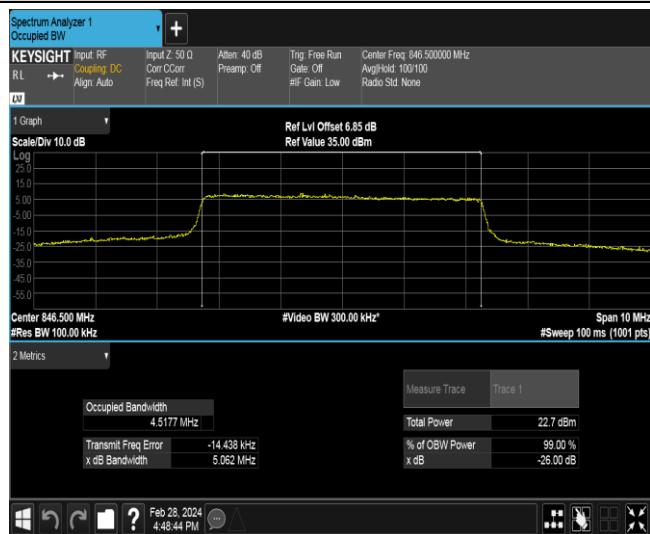 Spectrum Analyzer 1
Occupied BW
+
KEYSIGHT Input: RF Input Z: 50 Ω Atten: 40 dB Trig: Free Run Center Freq: 846.500000 MHz
RL Coupling: DC Corr CCorr Preamp: Off Gate: Off Avg|Hold: 100/100
Align: Auto Freq Ref: Int (S) #IF Gain: Low Radio Std: None
LXI
1 Graph
Ref Lvl Offset 6.85 dB
Scale/Div 10.0 dB Ref Value 35.00 dBm
Log
25.0
15.0
5.00
-5.00
-15.0
-25.0
-35.0
-45.0
-55.0
Center 846.500 MHz #Video BW 300.00 kHz* Span 10 MHz
#Res BW 100.00 kHz #Sweep 100 ms (1001 pts)
2 Metrics
Measure Trace Trace 1
Occupied Bandwidth
4.5177 MHz Total Power 22.7 dBm
Transmit Freq Error -14.438 kHz % of OBW Power 99.00 %
x dB Bandwidth 5.062 MHz x dB -26.00 dB
? Feb 28, 2024
4:48:44 PM